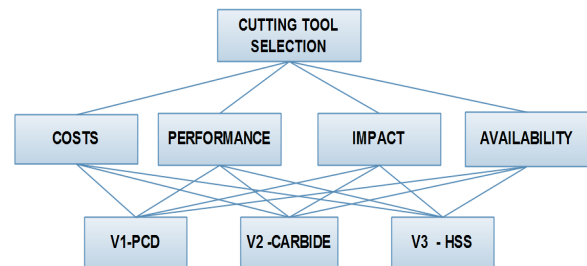 CUTTING TOOL
SELECTION
COSTS
PERFORMANCE
IMPACT
AVAILABILITY
V1-PCD
V2 -CARBIDE
V3 - HSS